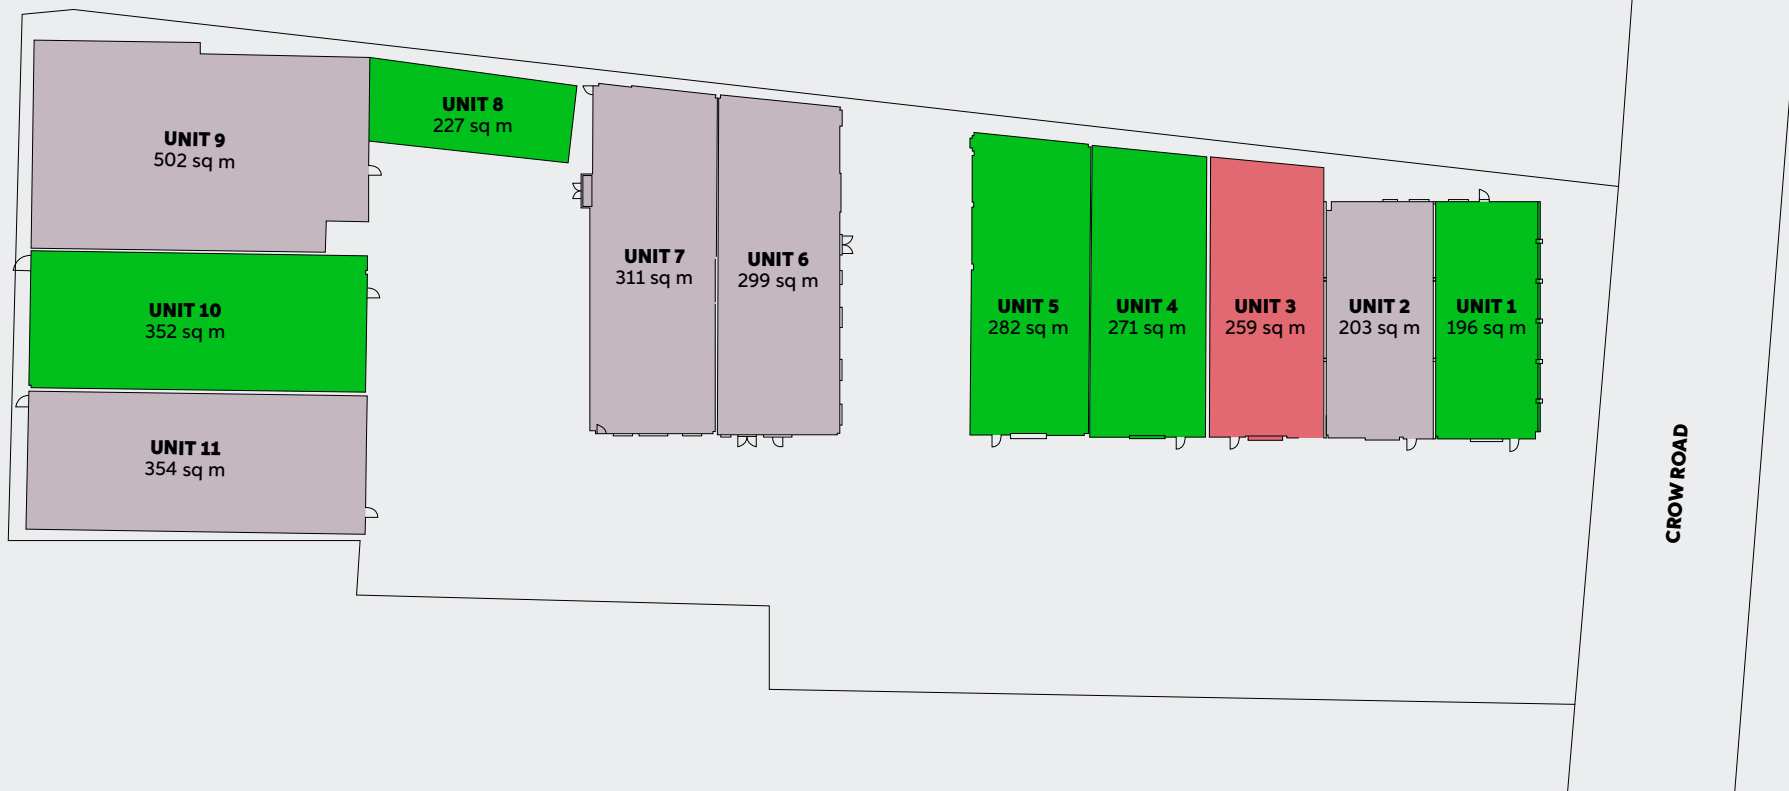 UNIT 9
502 sq m
UNIT 8
227 sq m
UNIT 10
352 sq m
UNIT 11
354 sq m
UNIT 7
311 sq m
UNIT 6
299 sq m
UNIT 5
282 sq m
UNIT 4
271 sq m
UNIT 3
259 sq m
UNIT 2
203 sq m
UNIT 1
196 sq m
CROW ROAD